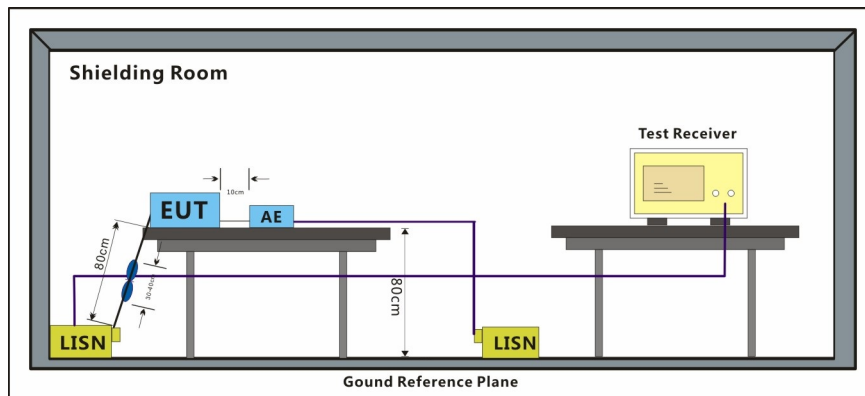 Shielding Room
Test Receiver
10cm
EUT
AE
80cm
30-40cm
80cm
LISN
LISN
Gound Reference Plane